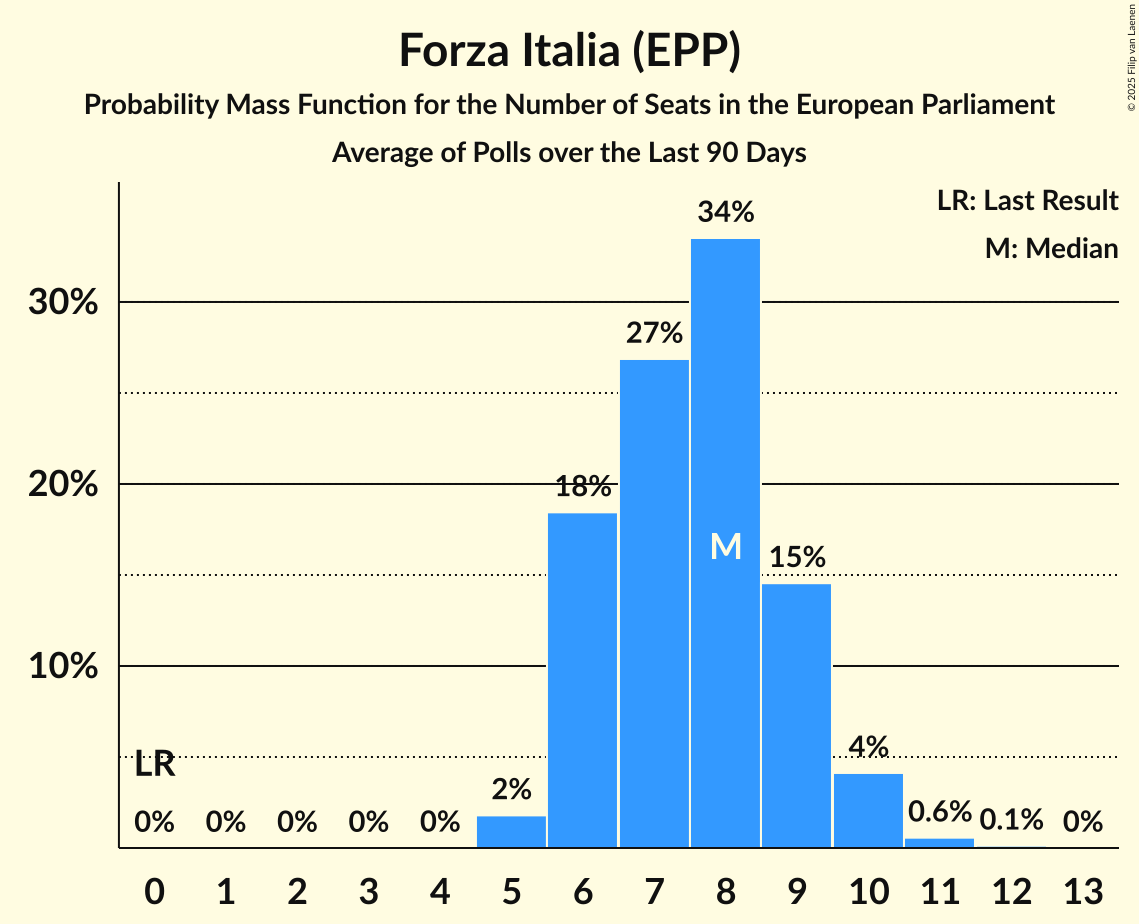 Forza Italia (EPP)
Probability Mass Function for the Number of Seats in the European Parliament
Average of Polls over the Last 90 Days
© 2025 Filip van Laenen
LR: Last Result
M: Median
34%
30%
27%
20%
18%
M
15%
10%
LR
4%
2%
0% 0% 0% 0% 0% 0.6% 0.1% 0%
0 1 2 3 4 5 6 7 8 9 10 11 12 13